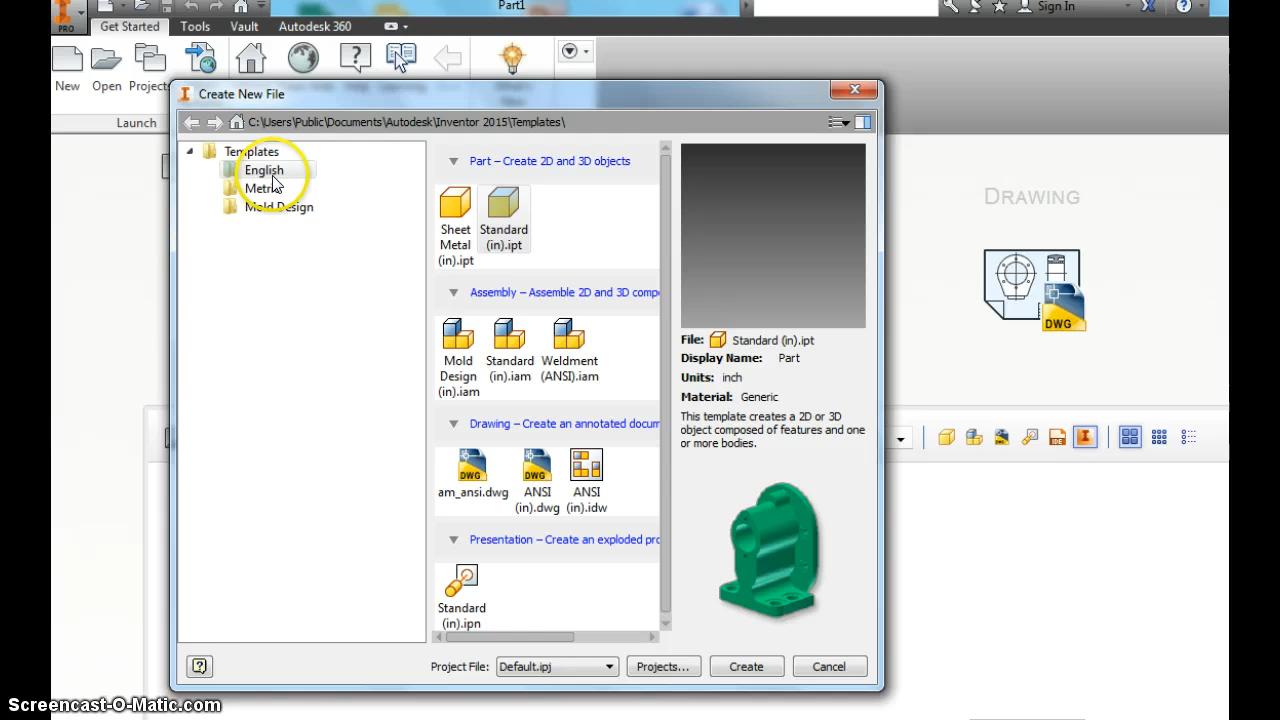 Part1
Sign In
PRO
Get Started
Tools
Vault
Autodesk 360
New
Open
Projects
Launch
Create New File
C:\Users\Public\Documents\Autodesk\Inventor 2015\Templates\
Templates
English
Metric
Mold Design
Part – Create 2D and 3D objects
Sheet
Metal
(in).ipt
Standard
(in).ipt
Assembly – Assemble 2D and 3D compo
Mold
Design
(in).iam
Standard
(in).iam
Weldment
(ANSI).iam
Drawing – Create an annotated docum
DWG
am_ansi.dwg
DWG
ANSI
(in).dwg
ANSI
(in).idw
Presentation – Create an exploded pro
Standard
(in).ipn
File: Standard (in).ipt
Display Name: Part
Units: inch
Material: Generic
This template creates a 2D or 3D
object composed of features and one
or more bodies.
Project File:
Default.ipj
Projects...
Create
Cancel
DRAWING
DWG
Screencast-O-Matic.com